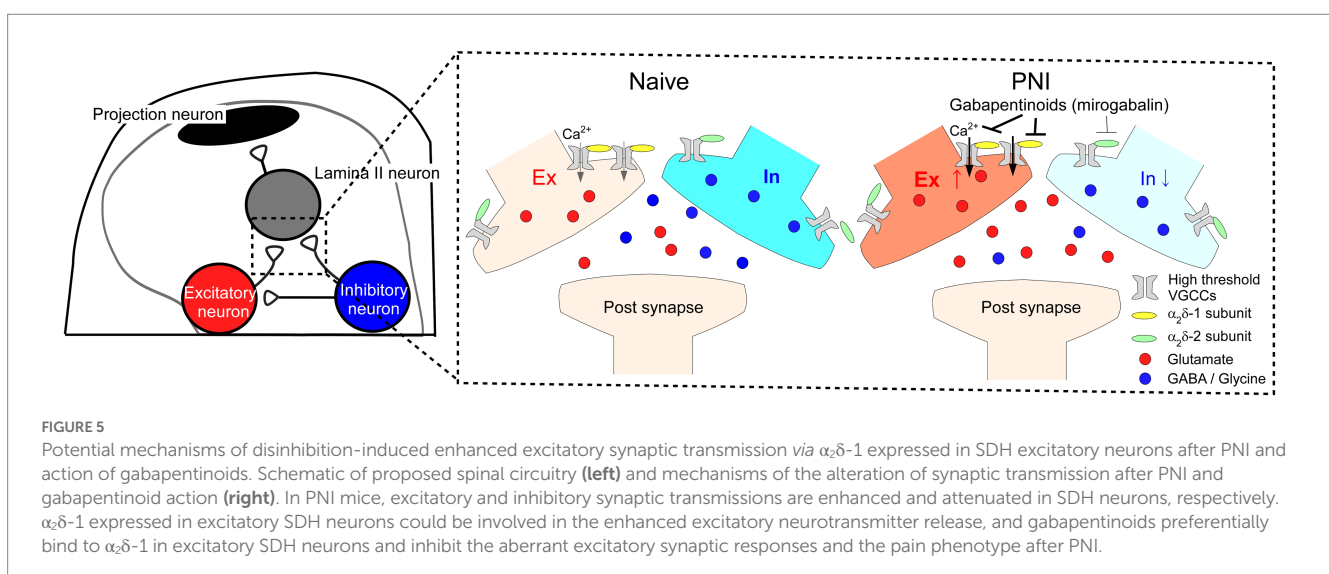 Projection neuron
Lamina II neuron
Excitatory
neuron
Inhibitory
neuron
Naive
Ca²⁺
Ex
In
Post synapse
PNI
Gabapentinoids (mirogabalin)
Ca²⁺
Ex ↑
In ↓
Post synapse
High threshold
VGCCs
α₂δ-1 subunit
α₂δ-2 subunit
Glutamate
GABA / Glycine
FIGURE 5
Potential mechanisms of disinhibition-induced enhanced excitatory synaptic transmission via α₂δ-1 expressed in SDH excitatory neurons after PNI and
action of gabapentinoids. Schematic of proposed spinal circuitry (left) and mechanisms of the alteration of synaptic transmission after PNI and
gabapentinoid action (right). In PNI mice, excitatory and inhibitory synaptic transmissions are enhanced and attenuated in SDH neurons, respectively.
α₂δ-1 expressed in excitatory SDH neurons could be involved in the enhanced excitatory neurotransmitter release, and gabapentinoids preferentially
bind to α₂δ-1 in excitatory SDH neurons and inhibit the aberrant excitatory synaptic responses and the pain phenotype after PNI.